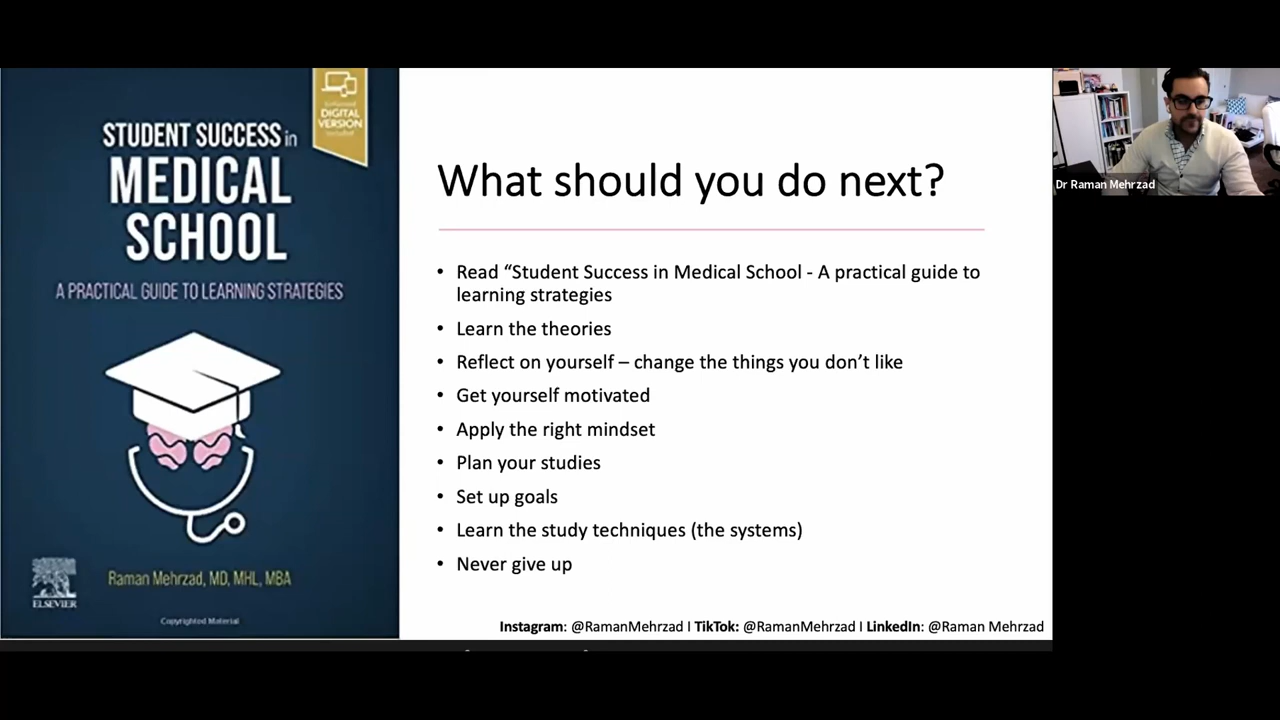 DIGITAL
VERSION
STUDENT SUCCESS in
MEDICAL
SCHOOL
A PRACTICAL GUIDE TO LEARNING STRATEGIES
Raman Mehrzad, MD, MHL, MBA
ELSEVIER
Copyrighted Material
What should you do next?
• Read “Student Success in Medical School - A practical guide to
learning strategies
• Learn the theories
• Reflect on yourself – change the things you don’t like
• Get yourself motivated
• Apply the right mindset
• Plan your studies
• Set up goals
• Learn the study techniques (the systems)
• Never give up
Instagram: @RamanMehrzad I TikTok: @RamanMehrzad I LinkedIn: @Raman Mehrzad
Dr Raman Mehrzad